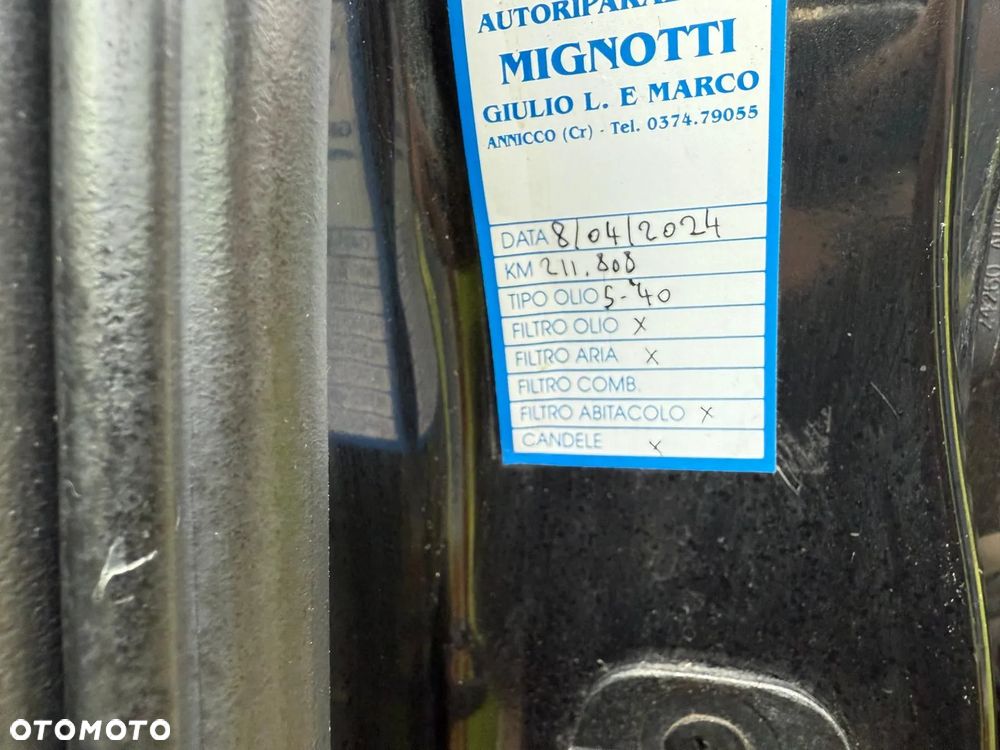 MIGNOTTI
GIULIO L. E MARCO
ANNICCO (Cr) - Tel. 0374.79055
DATA 8/04/2024
KM 211.808
TIPO OLIO 5-40
FILTRO OLIO X
FILTRO ARIA X
FILTRO COMB.
FILTRO ABITACOLO X
CANDELE X
OTOMOTO